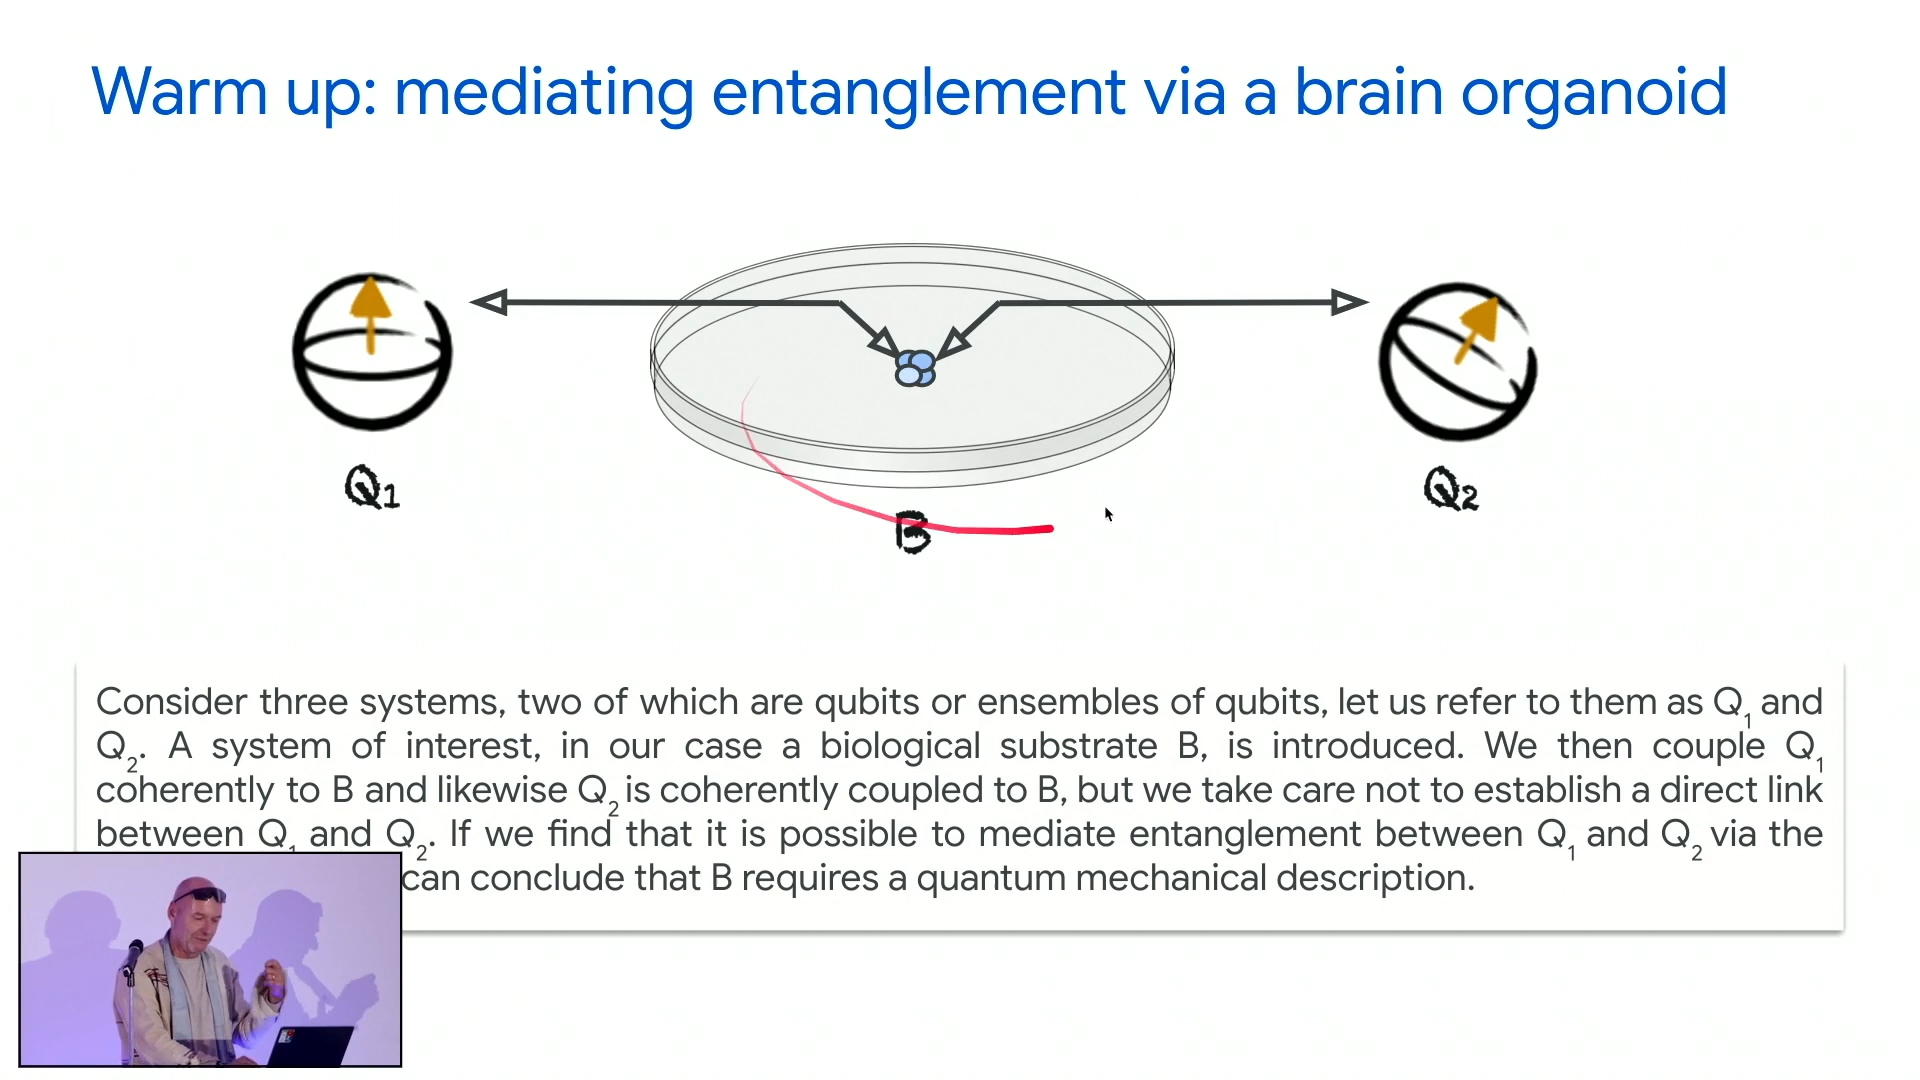 Warm up: mediating entanglement via a brain organoid
Q1
B
Q2
Consider three systems, two of which are qubits or ensembles of qubits, let us refer to them as Q1 and
Q2. A system of interest, in our case a biological substrate B, is introduced. We then couple Q1
coherently to B and likewise Q2 is coherently coupled to B, but we take care not to establish a direct link
between Q1 and Q2. If we find that it is possible to mediate entanglement between Q1 and Q2 via the
can conclude that B requires a quantum mechanical description.